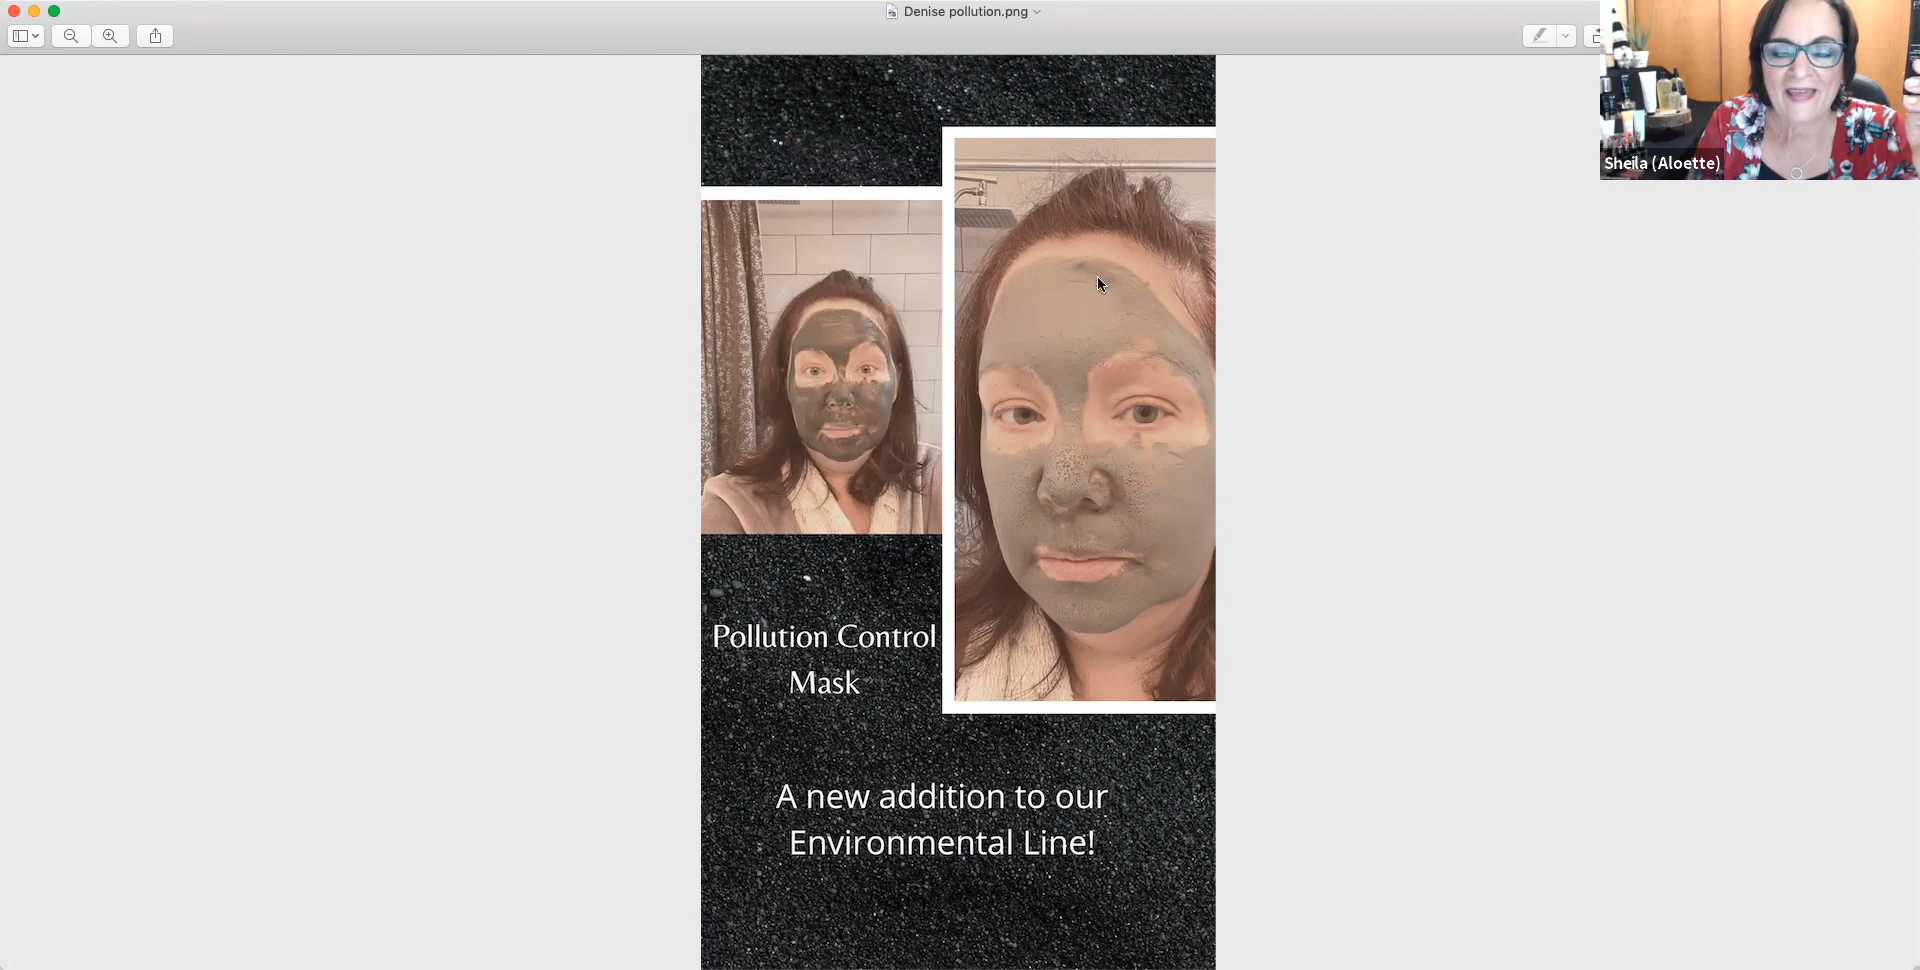 Denise pollution.png
Sheila (Aloette)
Pollution Control
Mask
A new addition to our
Environmental Line!